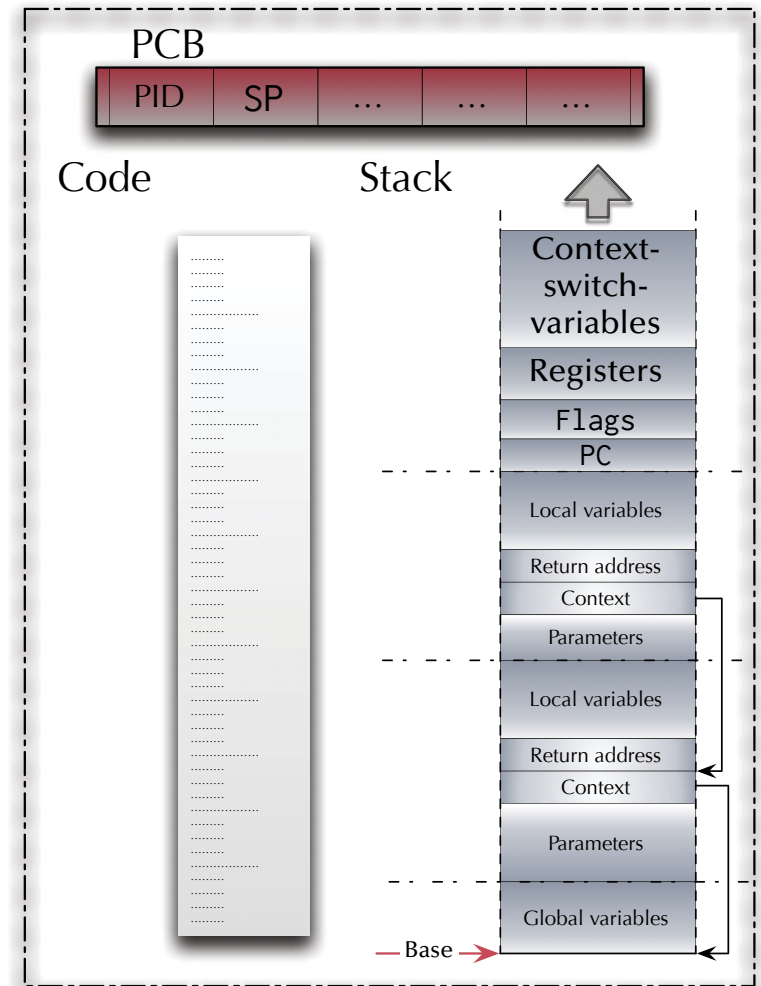 PCB
PID SP ... ... ...
Code Stack
Context-
switch-
variables
Registers
Flags
PC
Local variables
Return address
Context
Parameters
Local variables
Return address
Context
Parameters
Global variables
Base